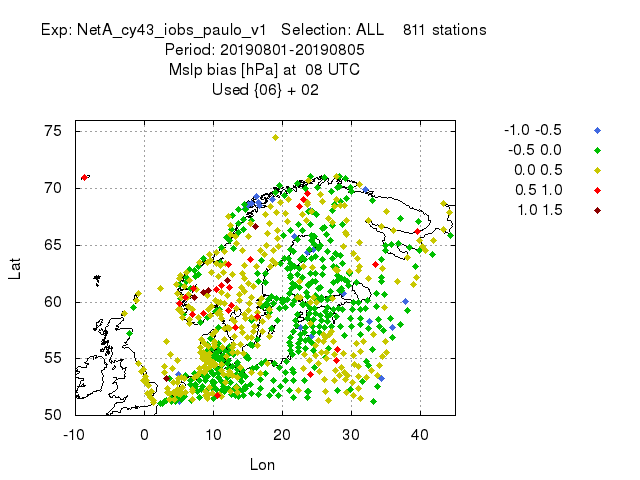 Exp: NetA_cy43_iobs_paulo_v1 Selection: ALL 811 stations
Period: 20190801-20190805
Mslp bias [hPa] at 08 UTC
Used {06} + 02
-1.0 -0.5
-0.5 0.0
0.0 0.5
0.5 1.0
1.0 1.5
75
70
65
60
55
50
Lat
-10 0 10 20 30 40
Lon